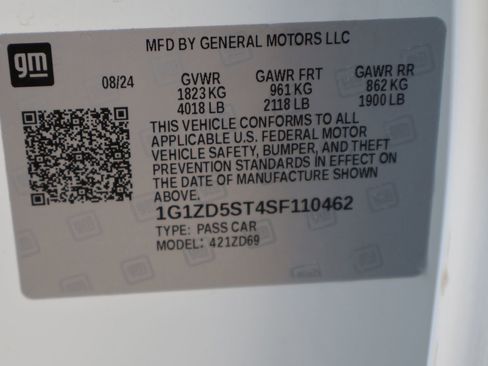 gm
MFD BY GENERAL MOTORS LLC
08/24 GVWR GAWR FRT GAWR RR
1823 KG 961 KG 862 KG
4018 LB 2118 LB 1900 LB
THIS VEHICLE CONFORMS TO ALL
APPLICABLE U.S. FEDERAL MOTOR
VEHICLE SAFETY, BUMPER, AND THEFT
PREVENTION STANDARDS IN EFFECT ON
THE DATE OF MANUFACTURE SHOWN
ABOVE.
1G1ZD5ST4SF110462
TYPE: PASS CAR
MODEL: 421ZD69